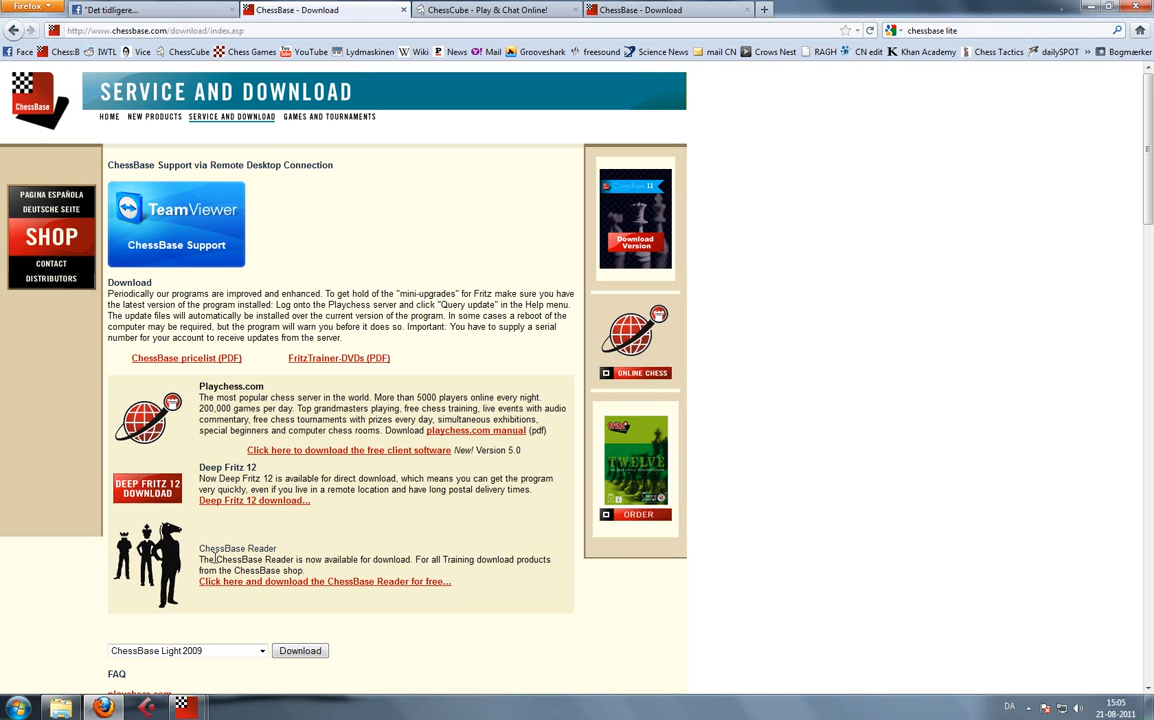 Firefox
"Det tidligere...
ChessBase - Download
ChessCube - Play & Chat Online!
ChessBase - Download
http://www.chessbase.com/download/index.asp
chessbase lite
Face
ChessB
IWTL
Vice
ChessCube
Chess Games
YouTube
Lydmaskinen
Wiki
News
Mail
Grooveshark
freesound
Science News
mail CN
Crows Nest
RAGH
CN edit
Khan Academy
Chess Tactics
dailySPOT
Bogmærker
ChessBase
SERVICE AND DOWNLOAD
HOME NEW PRODUCTS SERVICE AND DOWNLOAD GAMES AND TOURNAMENTS
PAGINA ESPAÑOLA
DEUTSCHE SEITE
SHOP
CONTACT
DISTRIBUTORS
ChessBase Support via Remote Desktop Connection
TeamViewer
ChessBase Support
Download
Periodically our programs are improved and enhanced. To get hold of the "mini-upgrades" for Fritz make sure you have
the latest version of the program installed: Log onto the Playchess server and click "Query update" in the Help menu.
The update files will automatically be installed over the current version of the program. In some cases a reboot of the
computer may be required, but the program will warn you before it does so. Important: You have to supply a serial
number for your account to receive updates from the server.
ChessBase pricelist (PDF)
FritzTrainer-DVDs (PDF)
Playchess.com
The most popular chess server in the world. More than 5000 players online every night.
200,000 games per day. Top grandmasters playing, free chess training, live events with audio
commentary, free chess tournaments with prizes every day, simultaneous exhibitions,
special beginners and computer chess rooms. Download playchess.com manual (pdf)
Click here to download the free client software New! Version 5.0
DEEP FRITZ 12
DOWNLOAD
Deep Fritz 12
Now Deep Fritz 12 is available for direct download, which means you can get the program
very quickly, even if you live in a remote location and have long postal delivery times.
Deep Fritz 12 download...
ChessBase Reader
The ChessBase Reader is now available for download. For all Training download products
from the ChessBase shop.
Click here and download the ChessBase Reader for free...
ChessBase Light 2009
Download
FAQ
playchess.com
ChessBase 11
Download
Version
ONLINE CHESS
TWELVE
ORDER
DA
15:05
21-08-2011